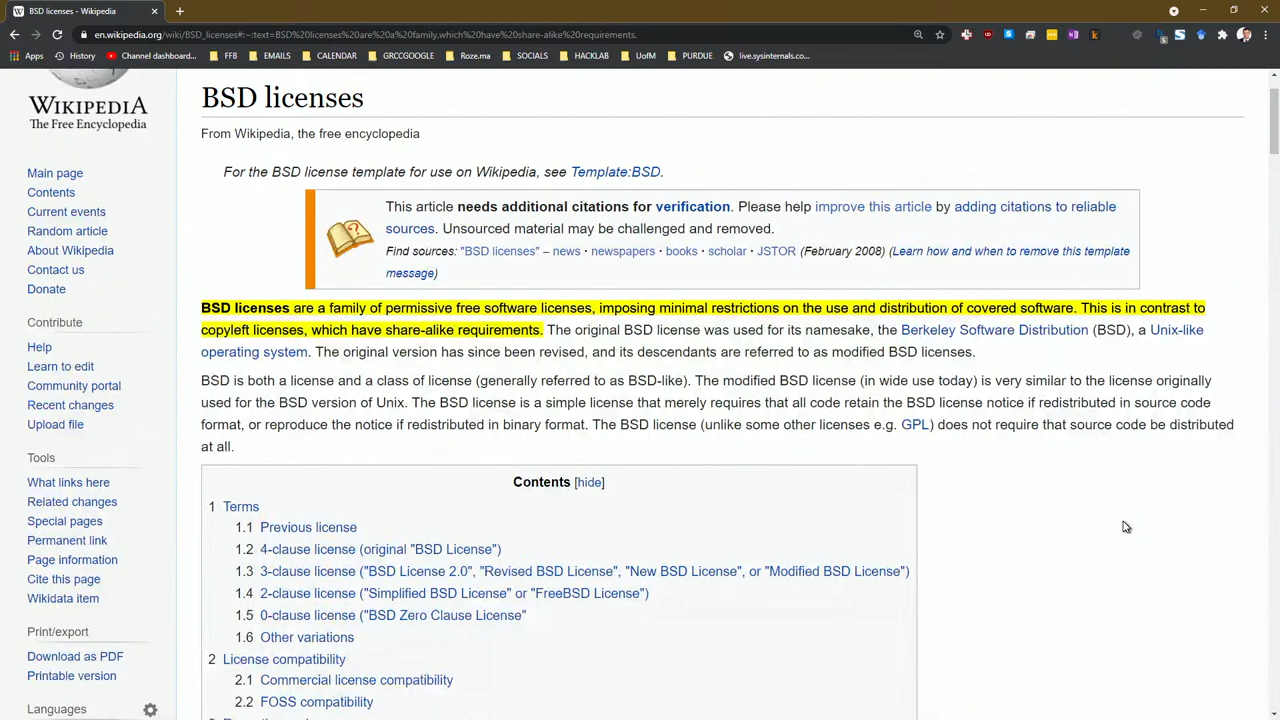 BSD licenses - Wikipedia
en.wikipedia.org/wiki/BSD_licenses#:~:text=BSD%20licenses%20are%20a%20family,which%20have%20share-alike%20requirements.
Apps History Channel dashboard... FFB EMAILS CALENDAR GRCCGOOGLE Roze.ma SOCIALS HACKLAB UofM PURDUE live.sysinternals.co...
WIKIPEDIA
The Free Encyclopedia
Main page
Contents
Current events
Random article
About Wikipedia
Contact us
Donate
Contribute
Help
Learn to edit
Community portal
Recent changes
Upload file
Tools
What links here
Related changes
Special pages
Permanent link
Page information
Cite this page
Wikidata item
Print/export
Download as PDF
Printable version
Languages
BSD licenses
From Wikipedia, the free encyclopedia
For the BSD license template for use on Wikipedia, see Template:BSD.
This article needs additional citations for verification. Please help improve this article by adding citations to reliable
sources. Unsourced material may be challenged and removed.
Find sources: "BSD licenses" – news · newspapers · books · scholar · JSTOR (February 2008) (Learn how and when to remove this template
message)
BSD licenses are a family of permissive free software licenses, imposing minimal restrictions on the use and distribution of covered software. This is in contrast to
copyleft licenses, which have share-alike requirements. The original BSD license was used for its namesake, the Berkeley Software Distribution (BSD), a Unix-like
operating system. The original version has since been revised, and its descendants are referred to as modified BSD licenses.
BSD is both a license and a class of license (generally referred to as BSD-like). The modified BSD license (in wide use today) is very similar to the license originally
used for the BSD version of Unix. The BSD license is a simple license that merely requires that all code retain the BSD license notice if redistributed in source code
format, or reproduce the notice if redistributed in binary format. The BSD license (unlike some other licenses e.g. GPL) does not require that source code be distributed
at all.
Contents [hide]
1 Terms
1.1 Previous license
1.2 4-clause license (original "BSD License")
1.3 3-clause license ("BSD License 2.0", "Revised BSD License", "New BSD License", or "Modified BSD License")
1.4 2-clause license ("Simplified BSD License" or "FreeBSD License")
1.5 0-clause license ("BSD Zero Clause License"
1.6 Other variations
2 License compatibility
2.1 Commercial license compatibility
2.2 FOSS compatibility